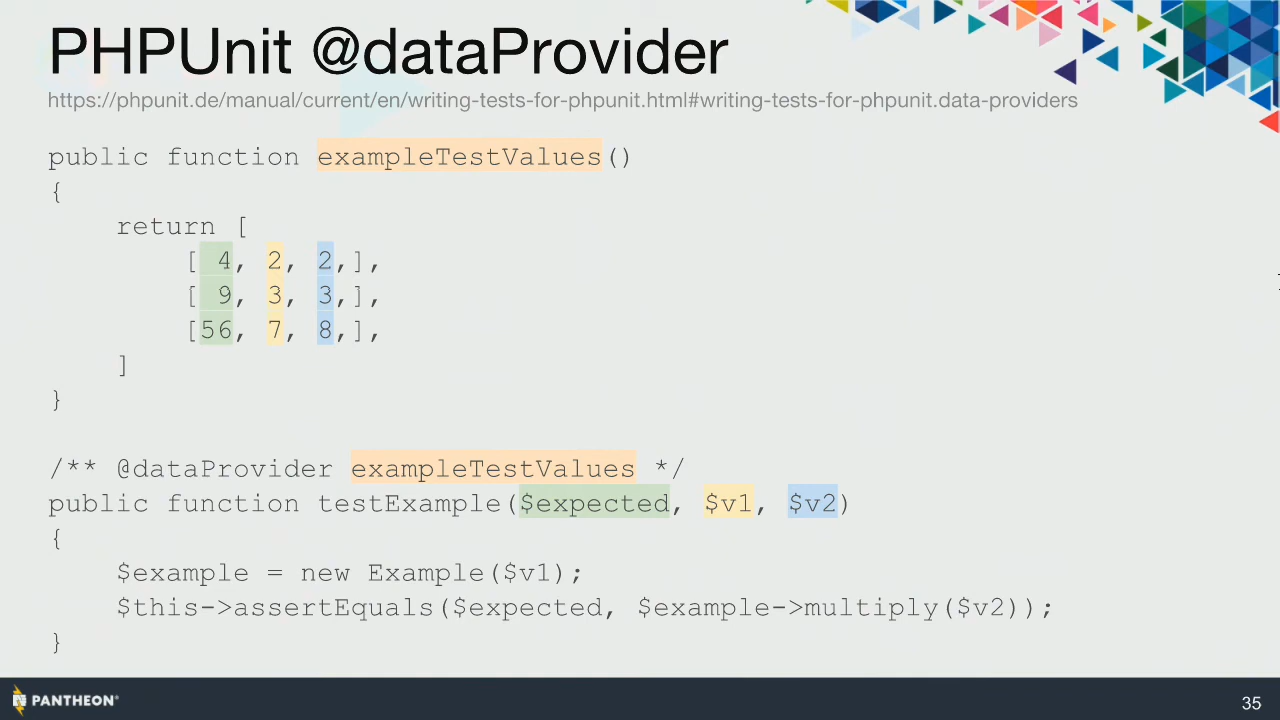 PHPUnit @dataProvider
https://phpunit.de/manual/current/en/writing-tests-for-phpunit.html#writing-tests-for-phpunit.data-providers
public function exampleTestValues()
{
    return [
        [ 4, 2, 2,],
        [ 9, 3, 3,],
        [56, 7, 8,],
    ]
}
/** @dataProvider exampleTestValues */
public function testExample($expected, $v1, $v2)
{
    $example = new Example($v1);
    $this->assertEquals($expected, $example->multiply($v2));
}
PANTHEON
35